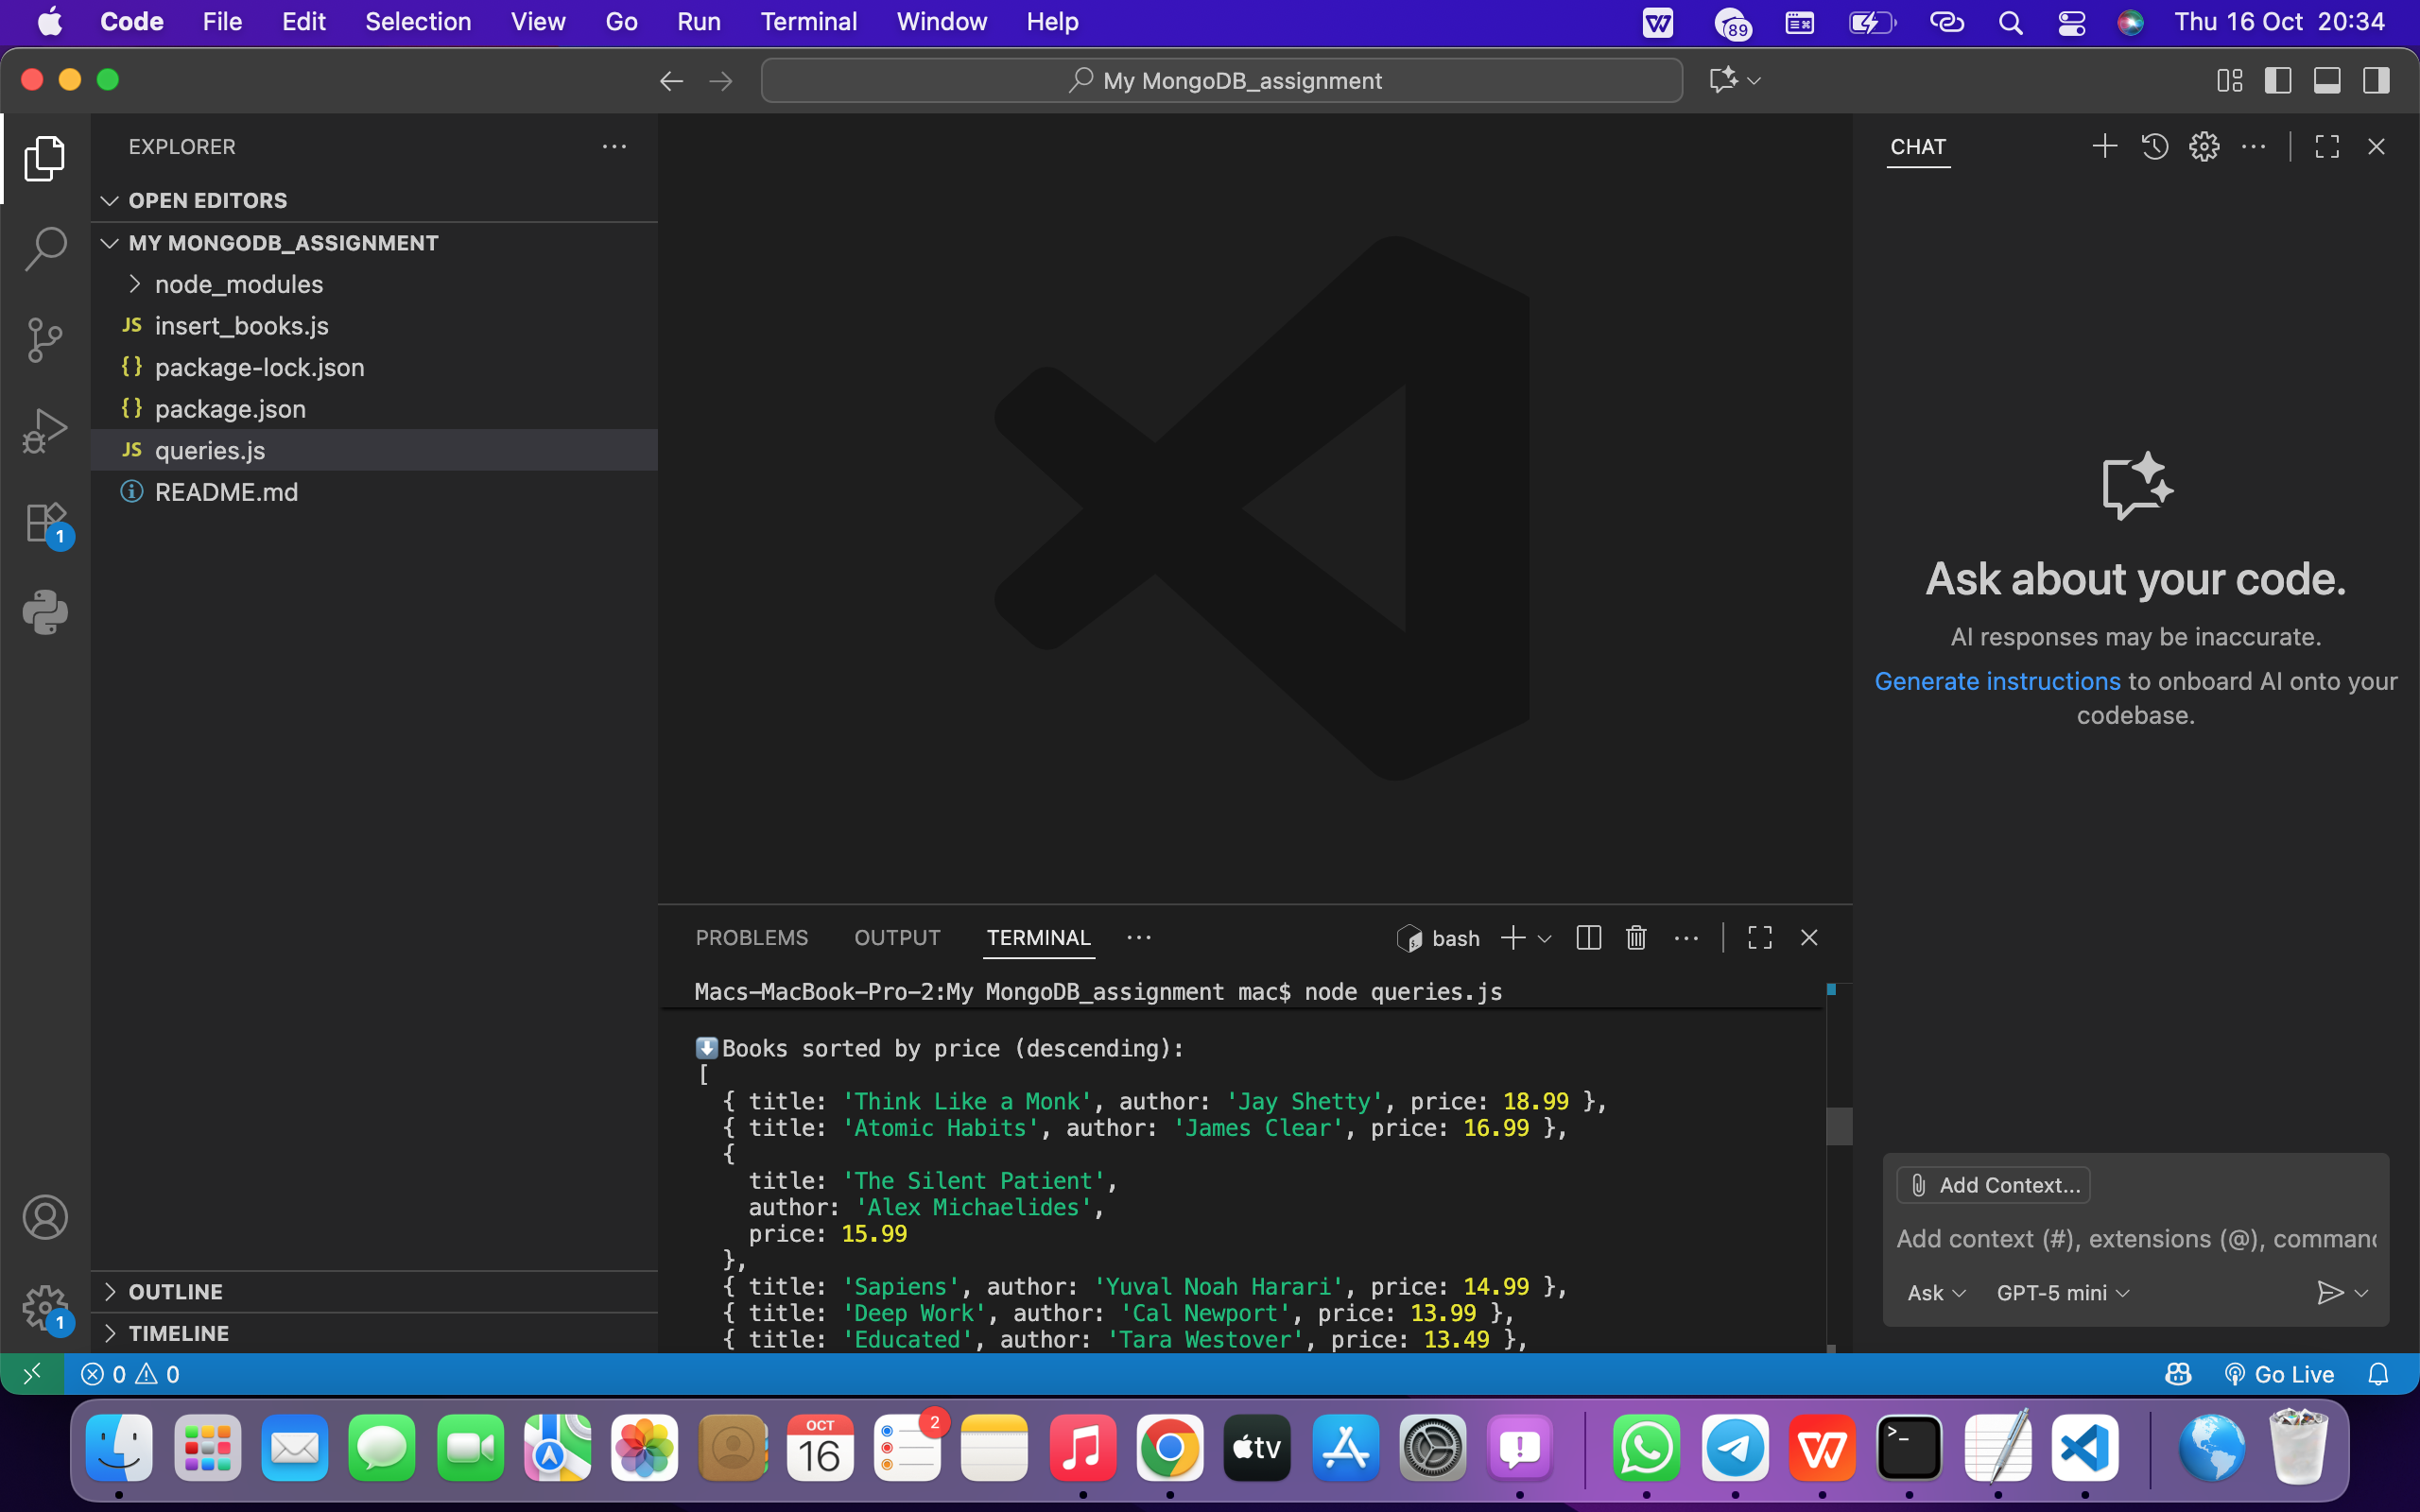 Code File Edit Selection View Go Run Terminal Window Help
89
Thu 16 Oct 20:34
My MongoDB_assignment
EXPLORER
OPEN EDITORS
MY MONGODB_ASSIGNMENT
node_modules
JS insert_books.js
{} package-lock.json
{} package.json
JS queries.js
README.md
1
1
OUTLINE
TIMELINE
PROBLEMS OUTPUT TERMINAL
bash
Macs-MacBook-Pro-2:My MongoDB_assignment mac$ node queries.js
Books sorted by price (descending):
[
{ title: 'Think Like a Monk', author: 'Jay Shetty', price: 18.99 },
{ title: 'Atomic Habits', author: 'James Clear', price: 16.99 },
{
title: 'The Silent Patient',
author: 'Alex Michaelides',
price: 15.99
},
{ title: 'Sapiens', author: 'Yuval Noah Harari', price: 14.99 },
{ title: 'Deep Work', author: 'Cal Newport', price: 13.99 },
{ title: 'Educated', author: 'Tara Westover', price: 13.49 },
CHAT
Ask about your code.
AI responses may be inaccurate.
Generate instructions to onboard AI onto your
codebase.
Add Context...
Add context (#), extensions (@), comman
Ask GPT-5 mini
0 0
Go Live
OCT
16
2
tv